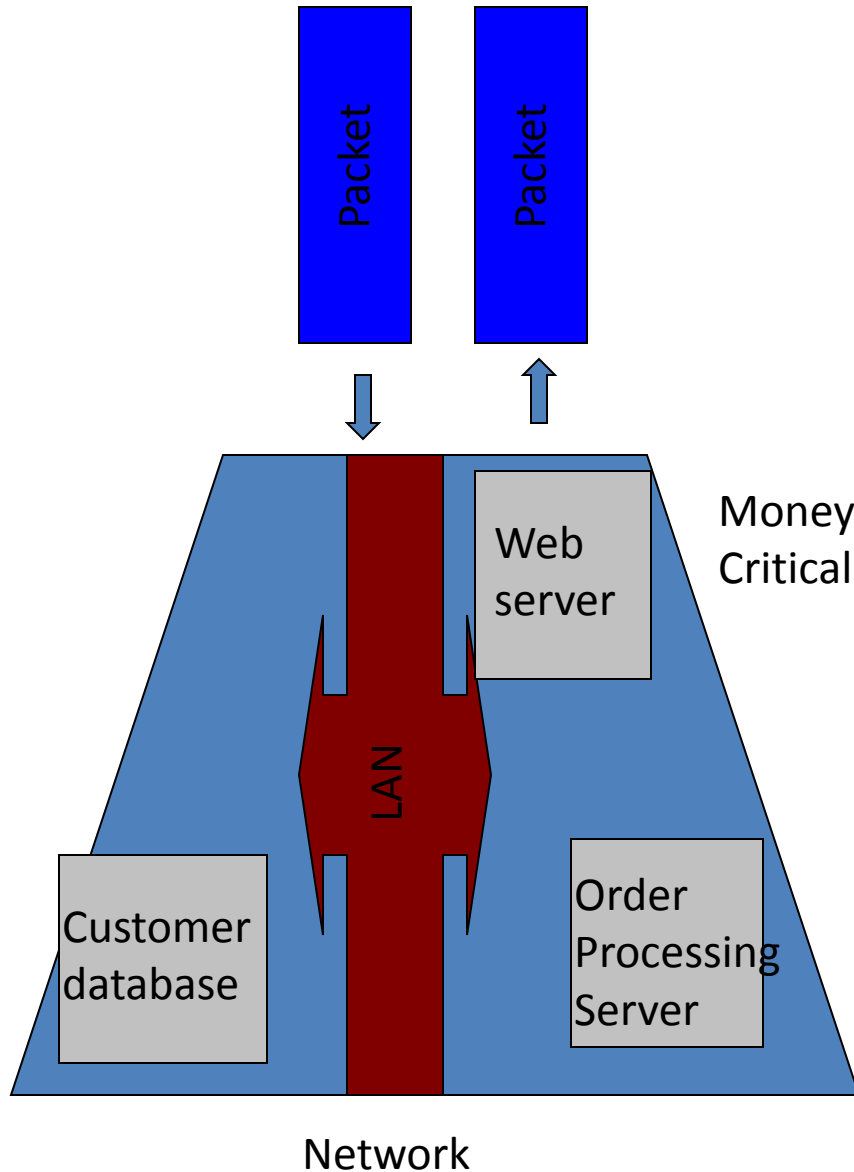 Packet
Packet
Web
server
Money
Critical
LAN
Customer
database
Order
Processing
Server
Network